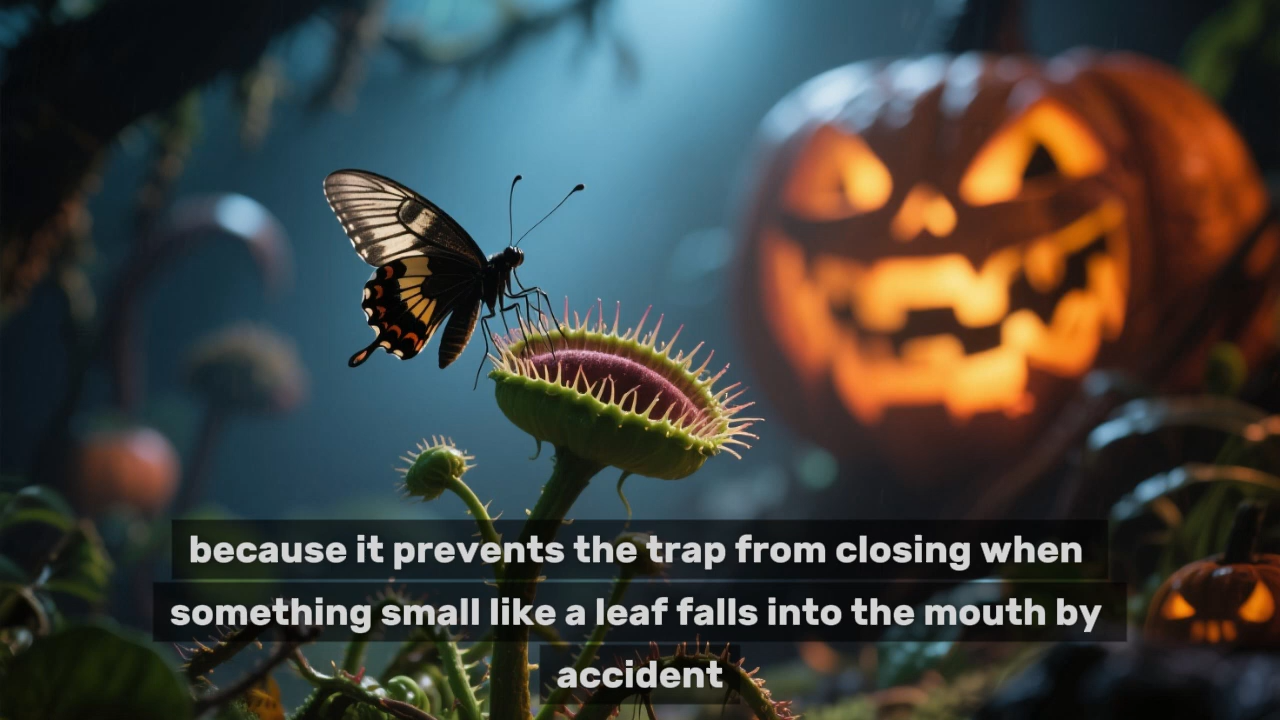 because it prevents the trap from closing when
something small like a leaf falls into the mouth by
accident